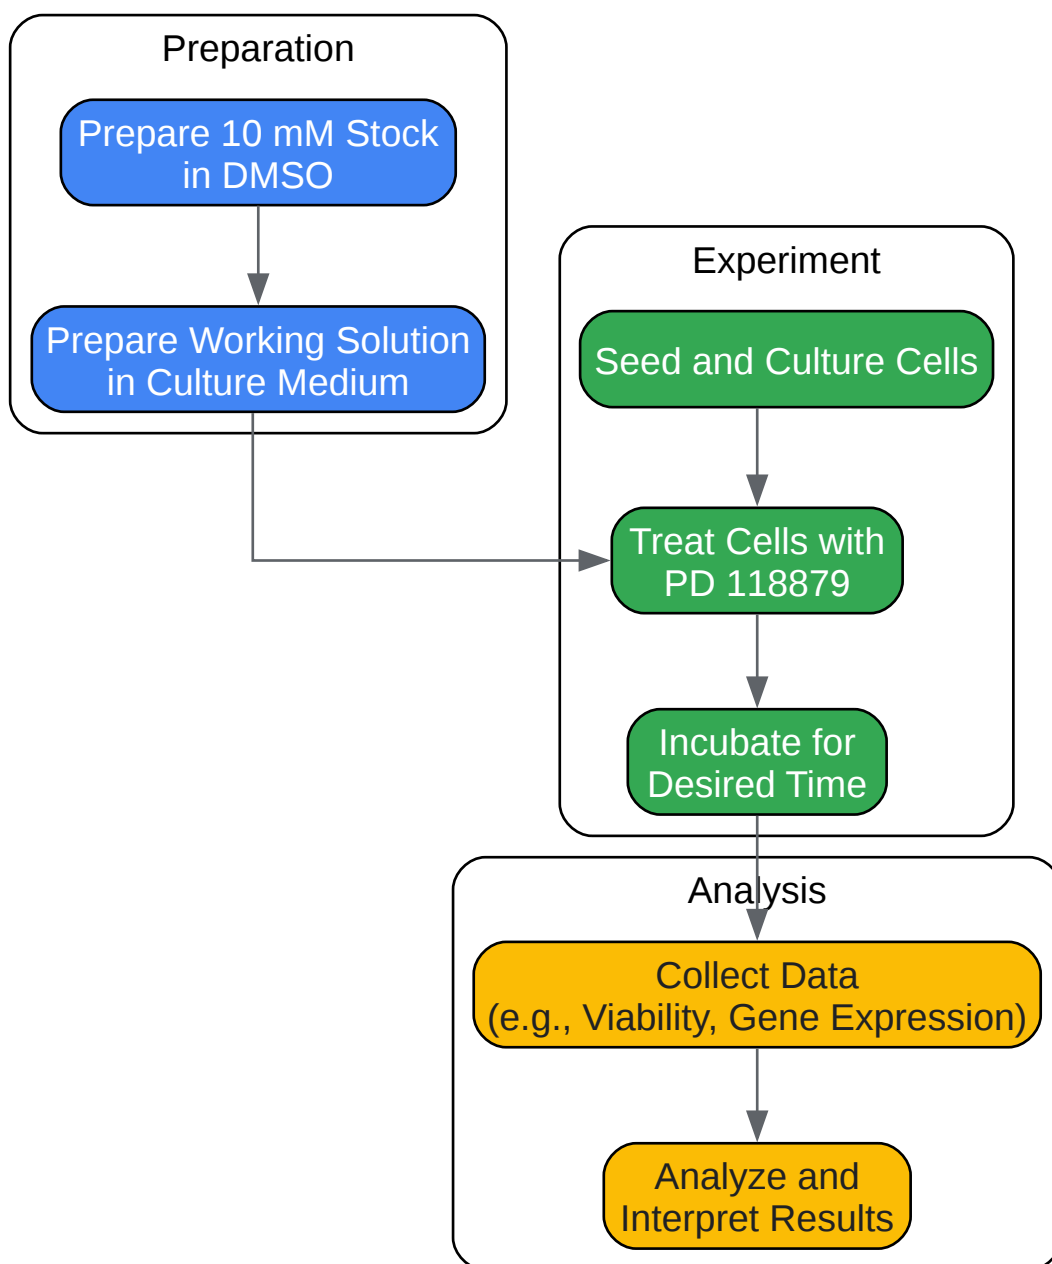 Preparation
Prepare 10 mM Stock
in DMSO
Prepare Working Solution
in Culture Medium
Experiment
Seed and Culture Cells
Treat Cells with
PD 118879
Incubate for
Desired Time
Analysis
Collect Data
(e.g., Viability, Gene Expression)
Analyze and
Interpret Results